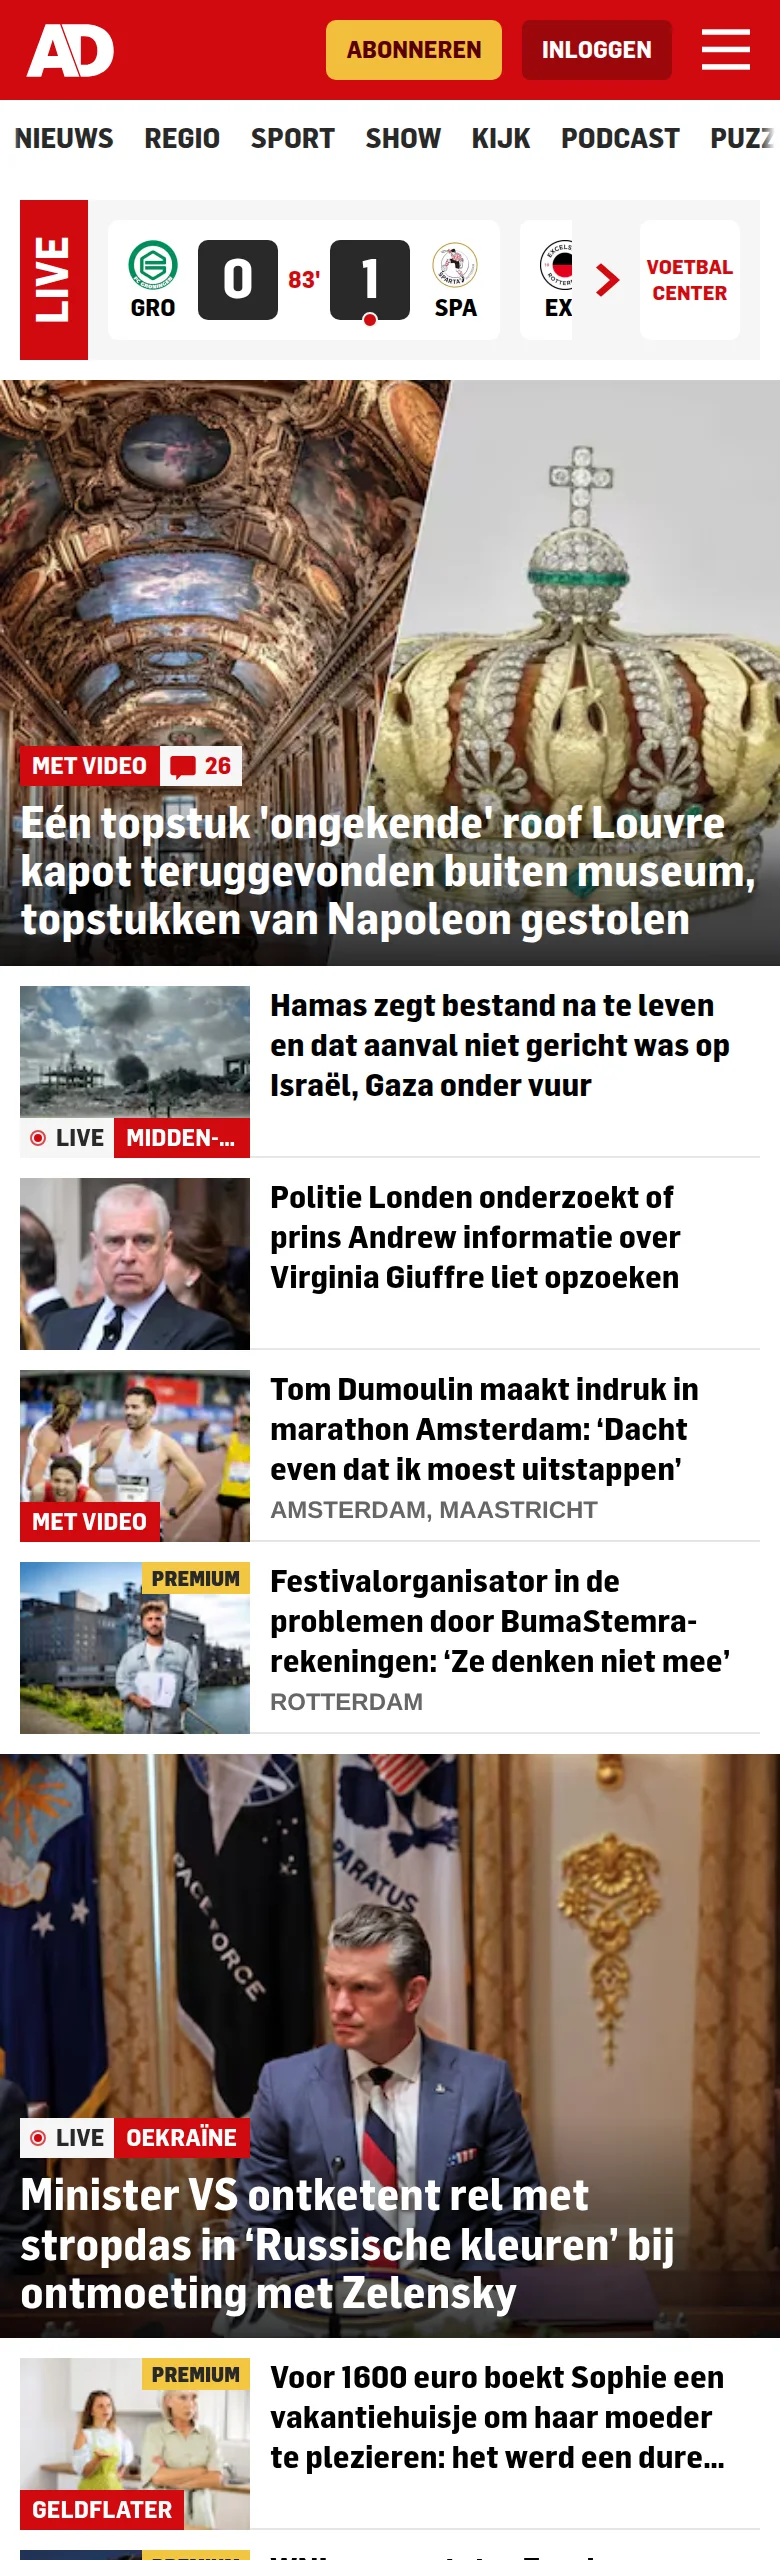 AD
ABONNEREN
INLOGGEN
NIEUWS REGIO SPORT SHOW KIJK PODCAST PUZZ
LIVE
GRO
0
83'
1
SPARTA
SPA
EXCELS
ROTTER
EX
VOETBAL
CENTER
MET VIDEO
26
Eén topstuk 'ongekende' roof Louvre
kapot teruggevonden buiten museum,
topstukken van Napoleon gestolen
LIVE
MIDDEN-...
Hamas zegt bestand na te leven
en dat aanval niet gericht was op
Israël, Gaza onder vuur
Politie Londen onderzoekt of
prins Andrew informatie over
Virginia Giuffre liet opzoeken
MET VIDEO
Tom Dumoulin maakt indruk in
marathon Amsterdam: ‘Dacht
even dat ik moest uitstappen’
AMSTERDAM, MAASTRICHT
PREMIUM
Festivalorganisator in de
problemen door BumaStemra-
rekeningen: ‘Ze denken niet mee’
ROTTERDAM
PARATUS
LIVE
OEKRAÏNE
Minister VS ontketent rel met
stropdas in ‘Russische kleuren’ bij
ontmoeting met Zelensky
PREMIUM
GELDFLATER
Voor 1600 euro boekt Sophie een
vakantiehuisje om haar moeder
te plezieren: het werd een dure...